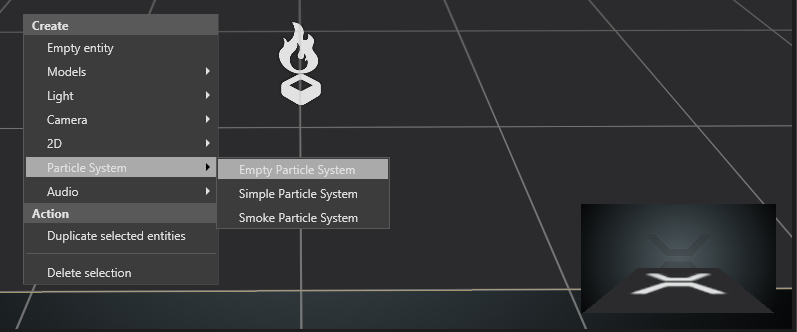 Create
Empty entity
Models
Light
Camera
2D
Particle System
Empty Particle System
Simple Particle System
Audio
Smoke Particle System
Action
Duplicate selected entities
Delete selection